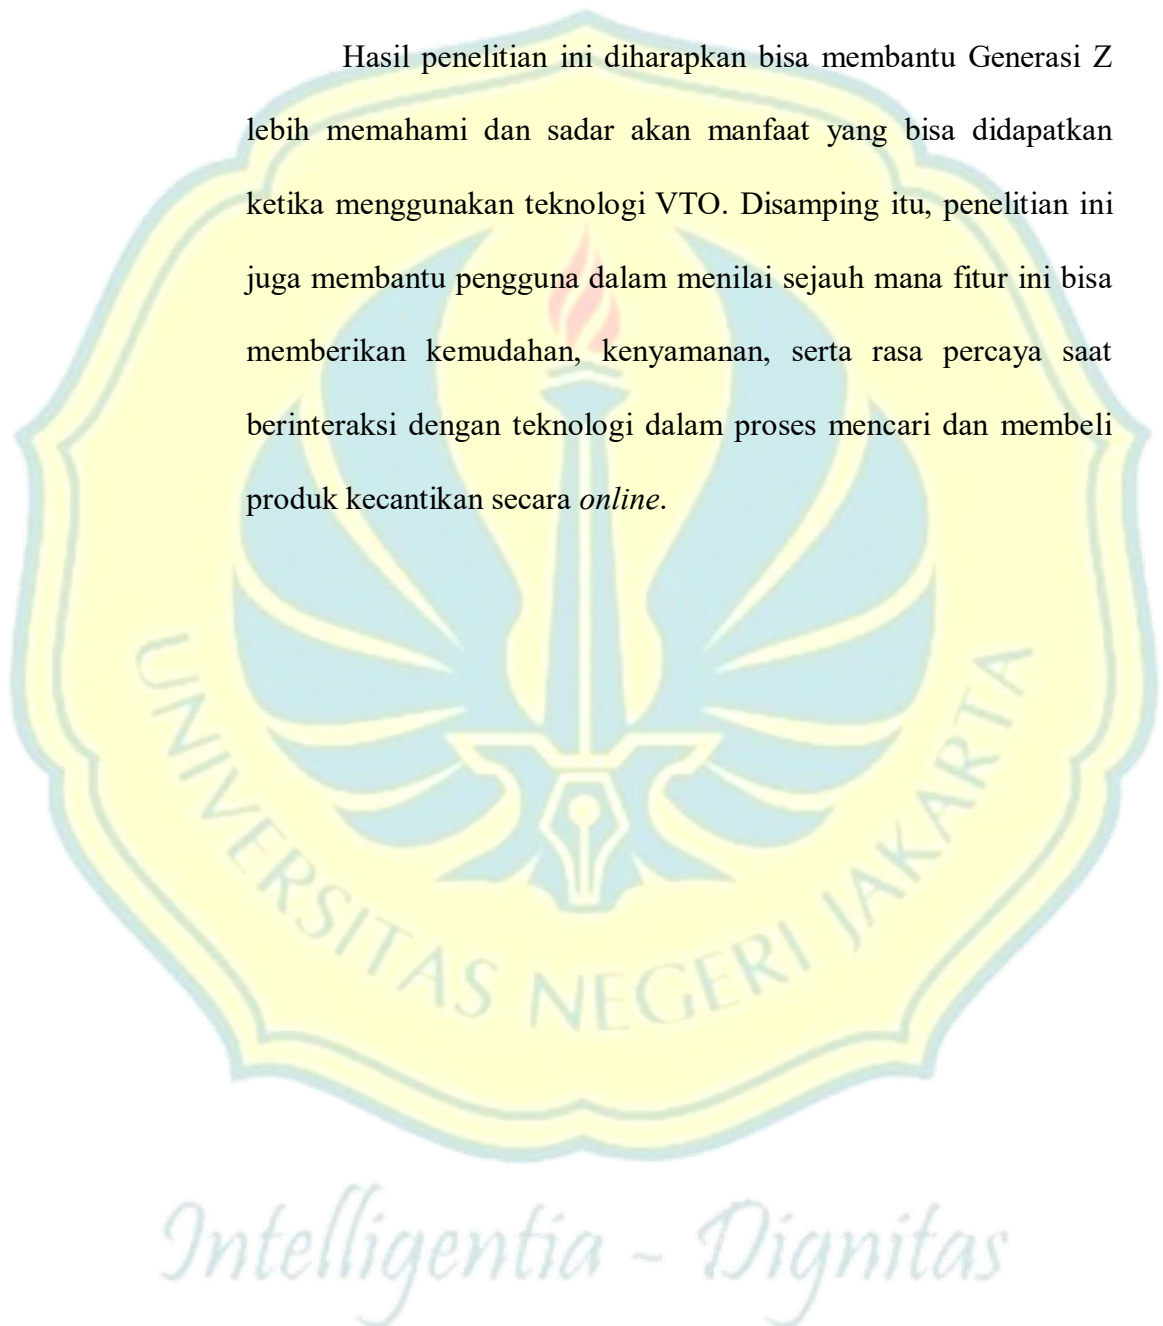 Hasil penelitian ini diharapkan bisa membantu Generasi Z
lebih memahami dan sadar akan manfaat yang bisa didapatkan
ketika menggunakan teknologi VTO. Disamping itu, penelitian ini
juga membantu pengguna dalam menilai sejauh mana fitur ini bisa
memberikan kemudahan, kenyamanan, serta rasa percaya saat
berinteraksi dengan teknologi dalam proses mencari dan membeli
produk kecantikan secara online.
UNIVERSITAS NEGERI JAKARTA
Intelligentia - Dignitas